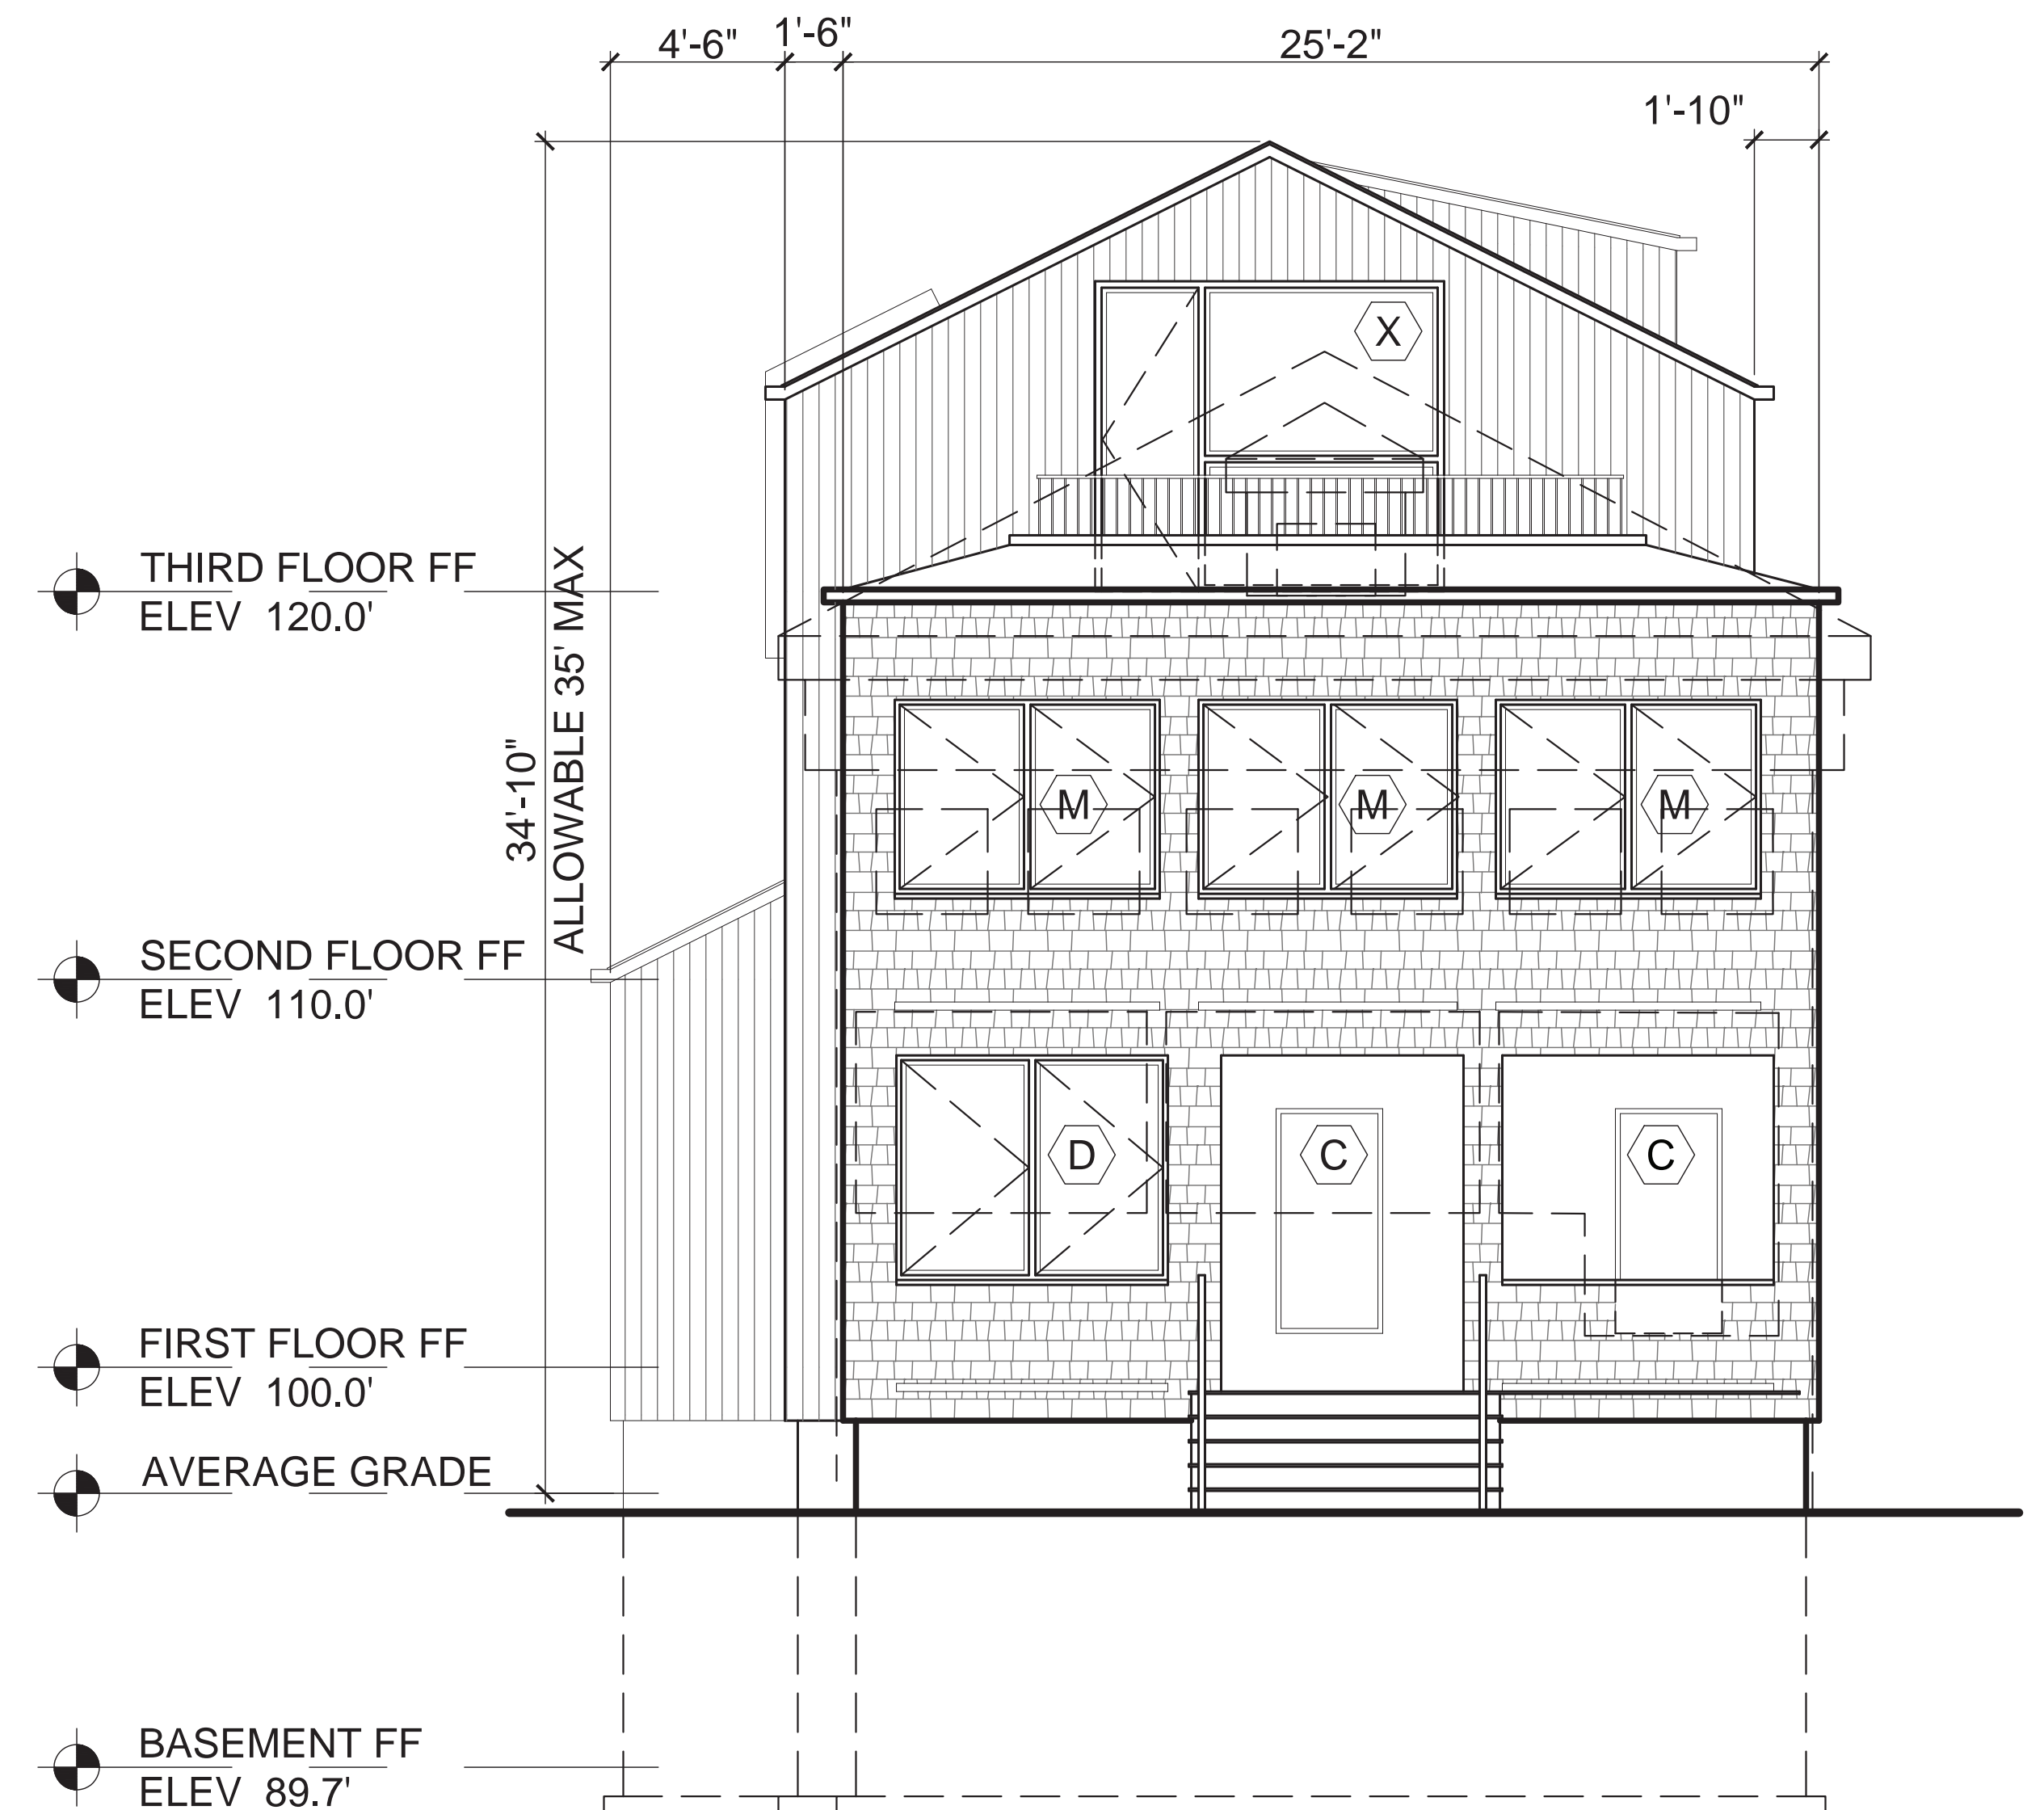 4'-6"
1'-6"
25'-2"
1'-10"
X
THIRD FLOOR FF
ELEV 120.0'
34'-10"
ALLOWABLE 35' MAX
M
M
M
SECOND FLOOR FF
ELEV 110.0'
D
C
C
FIRST FLOOR FF
ELEV 100.0'
AVERAGE GRADE
BASEMENT FF
ELEV 89.7'